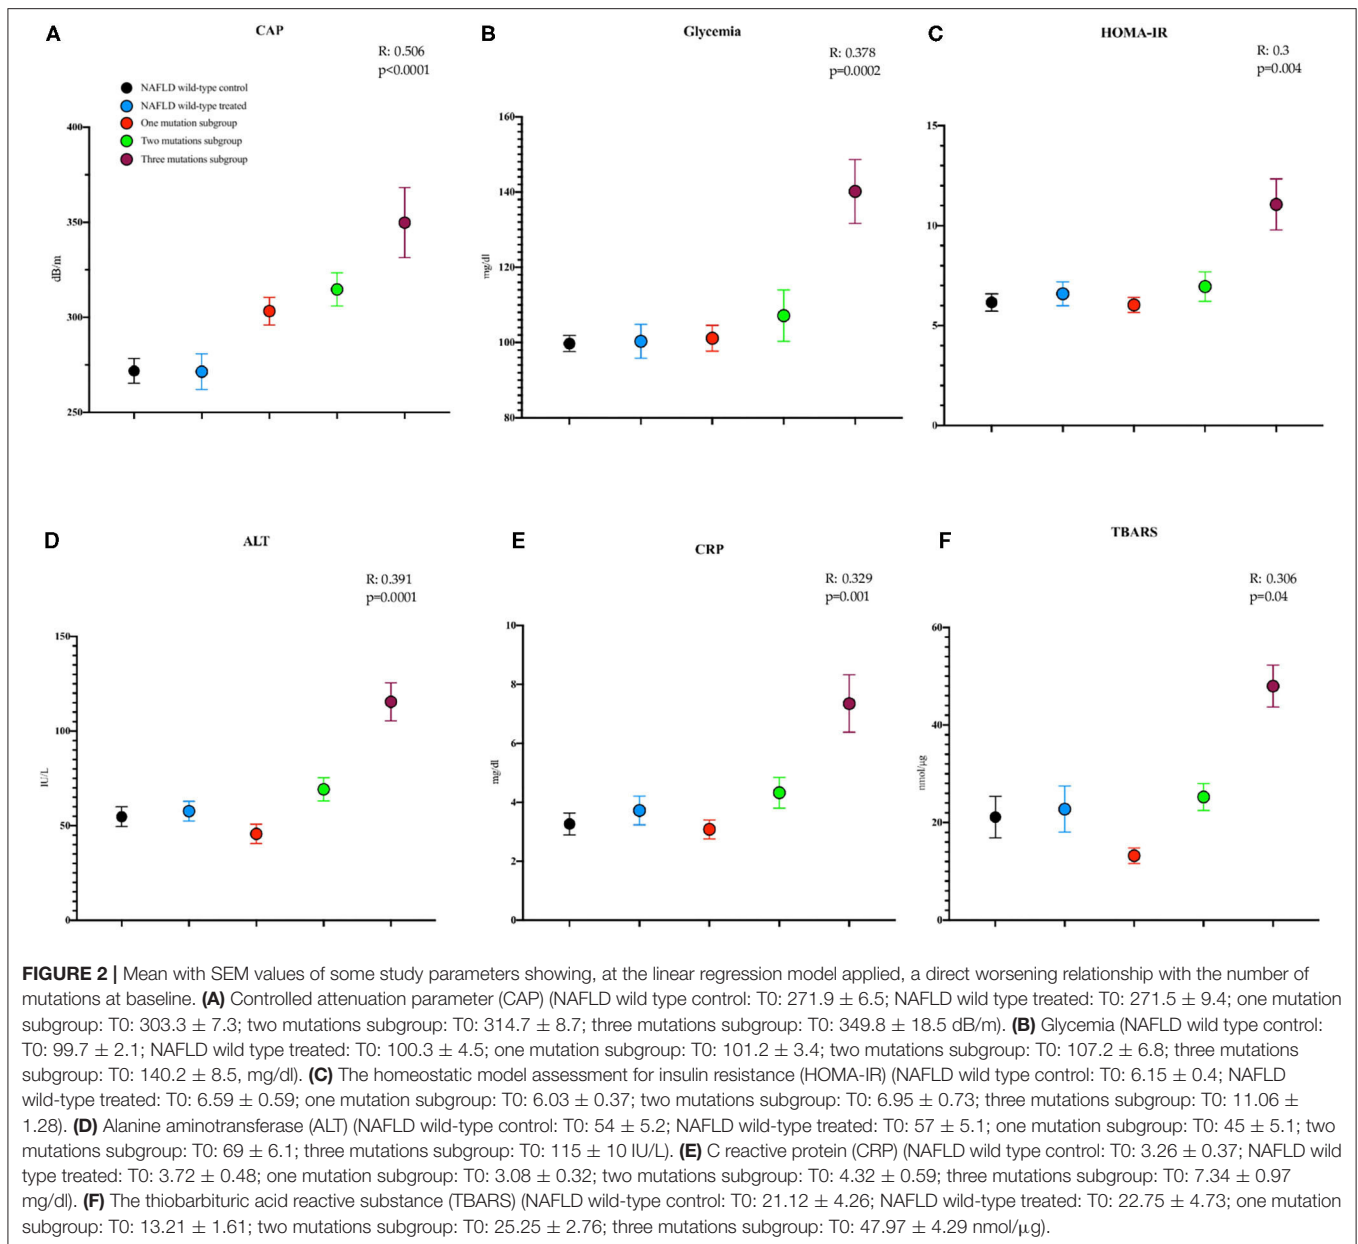 A
CAP
R: 0.506
p<0.0001
NAFLD wild-type control
NAFLD wild-type treated
One mutation subgroup
Two mutations subgroup
Three mutations subgroup
400
350
300
250
dB/m
B
Glycemia
R: 0.378
p=0.0002
160
140
120
100
80
mg/dl
C
HOMA-IR
R: 0.3
p=0.004
15
10
5
0
D
ALT
R: 0.391
p=0.0001
150
100
50
0
IU/L
E
CRP
R: 0.329
p=0.001
10
8
6
4
2
0
mg/dl
F
TBARS
R: 0.306
p=0.04
60
40
20
0
nmol/µg
FIGURE 2 | Mean with SEM values of some study parameters showing, at the linear regression model applied, a direct worsening relationship with the number of
mutations at baseline. (A) Controlled attenuation parameter (CAP) (NAFLD wild type control: T0: 271.9 ± 6.5; NAFLD wild type treated: T0: 271.5 ± 9.4; one mutation
subgroup: T0: 303.3 ± 7.3; two mutations subgroup: T0: 314.7 ± 8.7; three mutations subgroup: T0: 349.8 ± 18.5 dB/m). (B) Glycemia (NAFLD wild type control:
T0: 99.7 ± 2.1; NAFLD wild type treated: T0: 100.3 ± 4.5; one mutation subgroup: T0: 101.2 ± 3.4; two mutations subgroup: T0: 107.2 ± 6.8; three mutations
subgroup: T0: 140.2 ± 8.5, mg/dl). (C) The homeostatic model assessment for insulin resistance (HOMA-IR) (NAFLD wild type control: T0: 6.15 ± 0.4; NAFLD
wild-type treated: T0: 6.59 ± 0.59; one mutation subgroup: T0: 6.03 ± 0.37; two mutations subgroup: T0: 6.95 ± 0.73; three mutations subgroup: T0: 11.06 ±
1.28). (D) Alanine aminotransferase (ALT) (NAFLD wild-type control: T0: 54 ± 5.2; NAFLD wild-type treated: T0: 57 ± 5.1; one mutation subgroup: T0: 45 ± 5.1; two
mutations subgroup: T0: 69 ± 6.1; three mutations subgroup: T0: 115 ± 10 IU/L). (E) C reactive protein (CRP) (NAFLD wild type control: T0: 3.26 ± 0.37; NAFLD wild
type treated: T0: 3.72 ± 0.48; one mutation subgroup: T0: 3.08 ± 0.32; two mutations subgroup: T0: 4.32 ± 0.59; three mutations subgroup: T0: 7.34 ± 0.97
mg/dl). (F) The thiobarbituric acid reactive substance (TBARS) (NAFLD wild-type control: T0: 21.12 ± 4.26; NAFLD wild-type treated: T0: 22.75 ± 4.73; one mutation
subgroup: T0: 13.21 ± 1.61; two mutations subgroup: T0: 25.25 ± 2.76; three mutations subgroup: T0: 47.97 ± 4.29 nmol/µg).